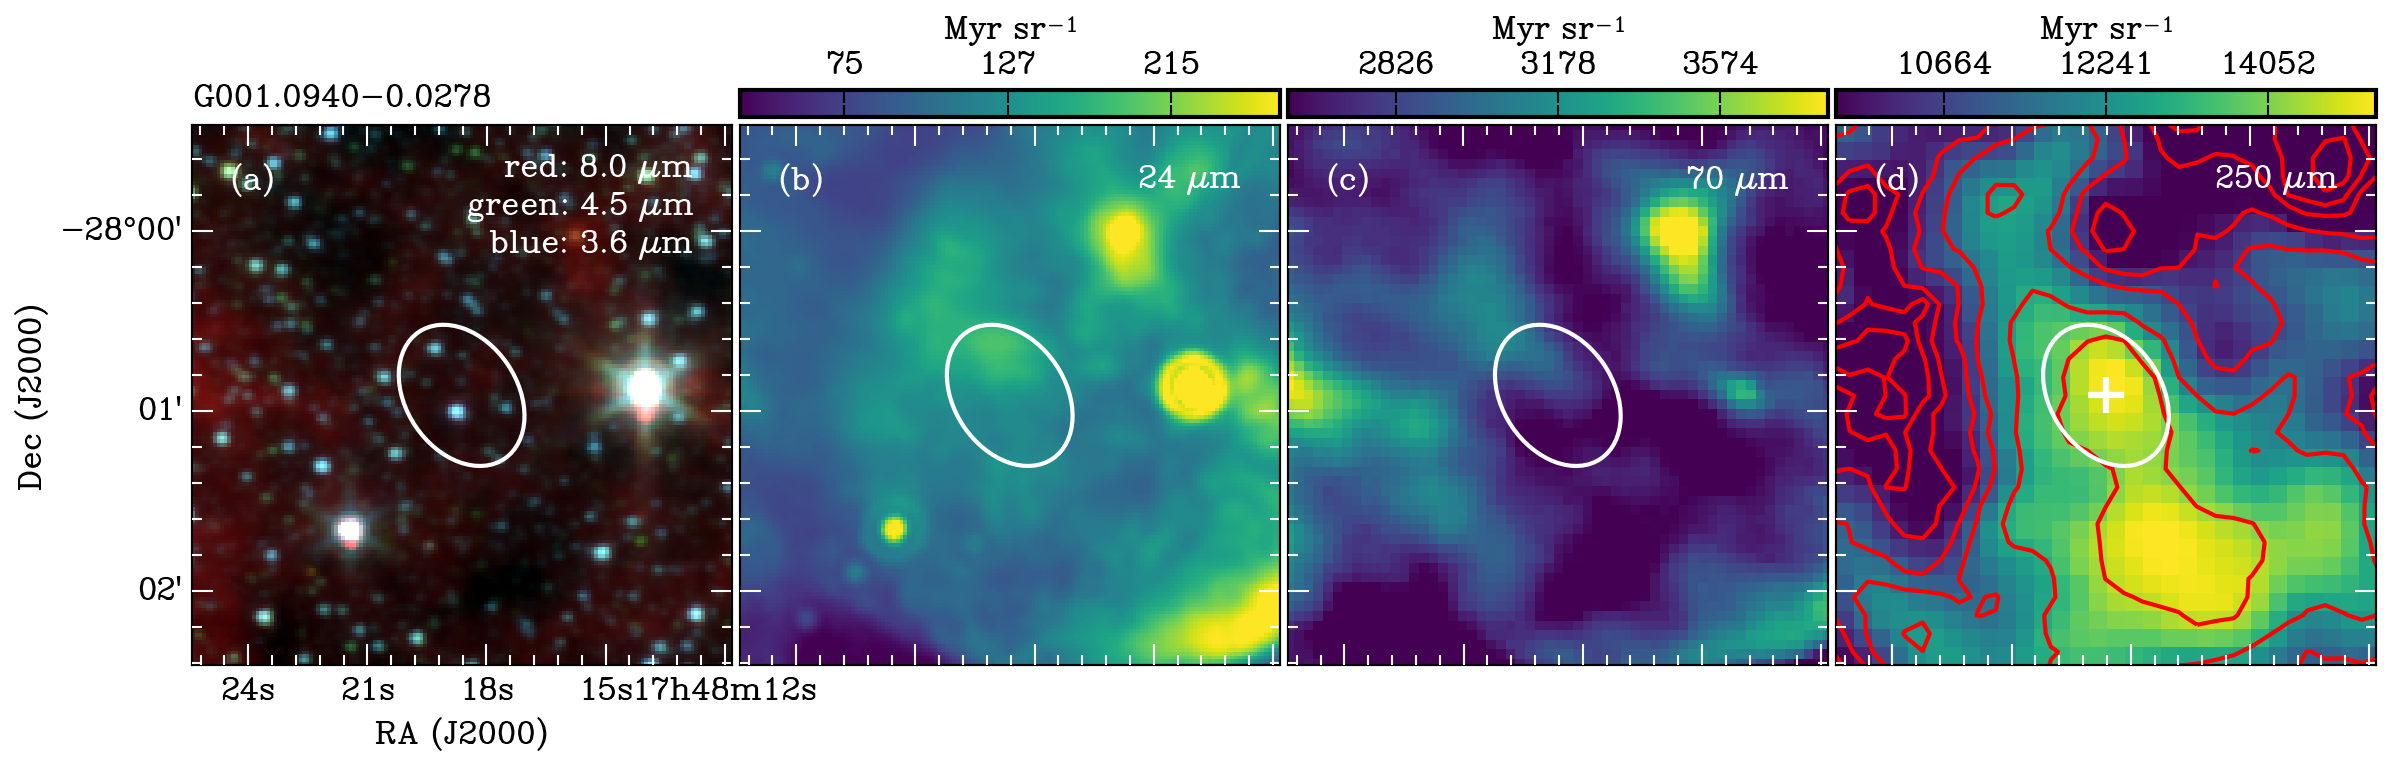 Myr sr⁻¹ Myr sr⁻¹ Myr sr⁻¹
75 127 215 2826 3178 3574 10664 12241 14052
G001.0940−0.0278
(a) red: 8.0 μm
green: 4.5 μm
blue: 3.6 μm
(b) 24 μm
(c) 70 μm
(d) 250 μm
−28°00'
01'
02'
Dec (J2000)
24s 21s 18s 15s17h48m12s
RA (J2000)